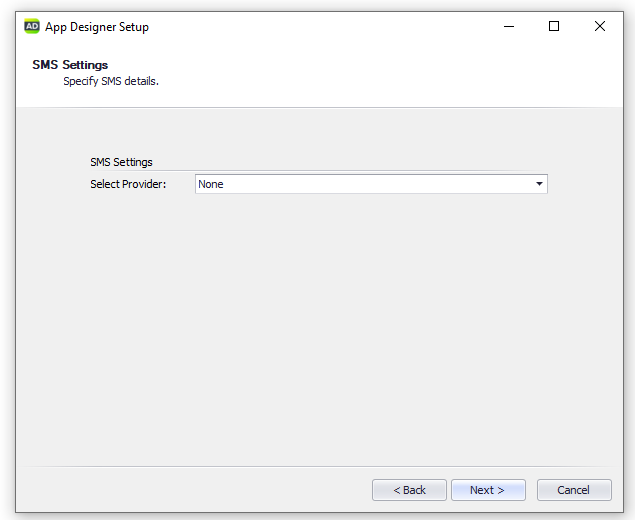 AD App Designer Setup
SMS Settings
Specify SMS details.
SMS Settings
Select Provider: None
< Back Next > Cancel